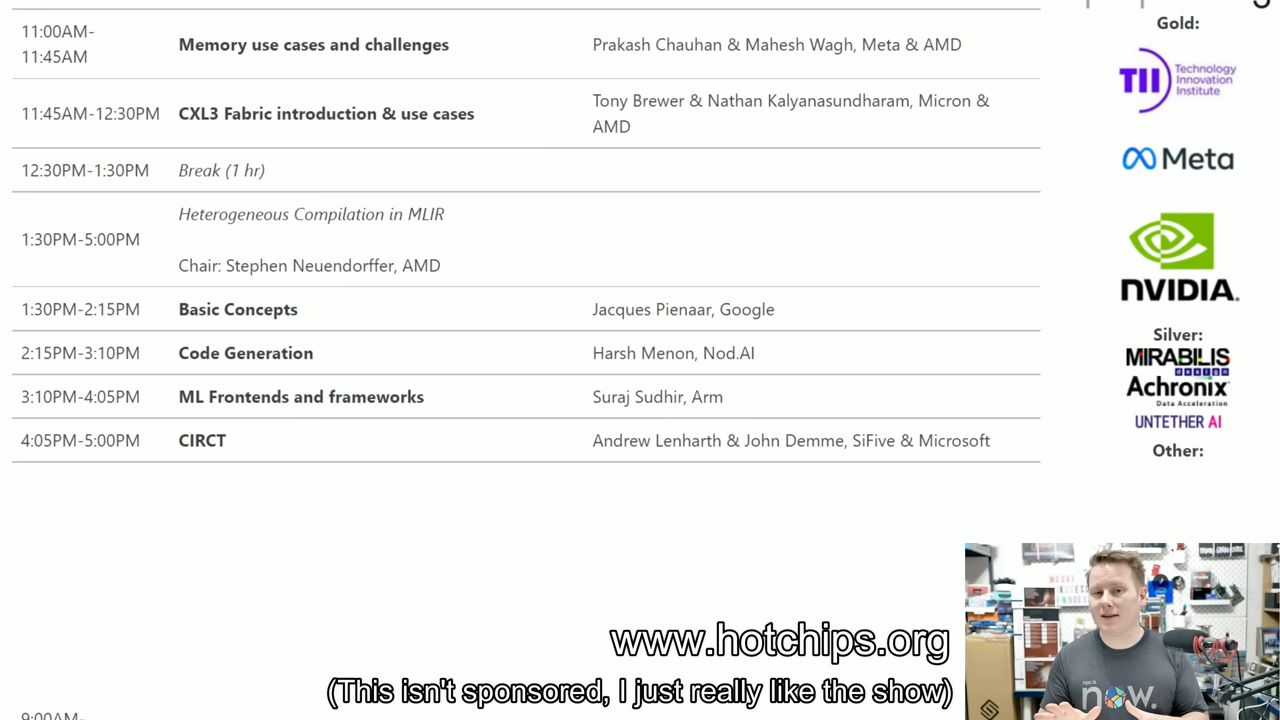 Gold:
11:00AM-
11:45AM
Memory use cases and challenges
Prakash Chauhan & Mahesh Wagh, Meta & AMD
TII Technology
Innovation
Institute
11:45AM-12:30PM
CXL3 Fabric introduction & use cases
Tony Brewer & Nathan Kalyanasundharam, Micron &
AMD
12:30PM-1:30PM
Break (1 hr)
Meta
1:30PM-5:00PM
Heterogeneous Compilation in MLIR
Chair: Stephen Neuendorffer, AMD
NVIDIA.
1:30PM-2:15PM
Basic Concepts
Jacques Pienaar, Google
Silver:
2:15PM-3:10PM
Code Generation
Harsh Menon, Nod.AI
MIRABILIS
design
Achronix
Data Acceleration
3:10PM-4:05PM
ML Frontends and frameworks
Suraj Sudhir, Arm
UNTETHER AI
4:05PM-5:00PM
CIRCT
Andrew Lenharth & John Demme, SiFive & Microsoft
Other:
www.hotchips.org
(This isn't sponsored, I just really like the show)
now.
9:00AM-